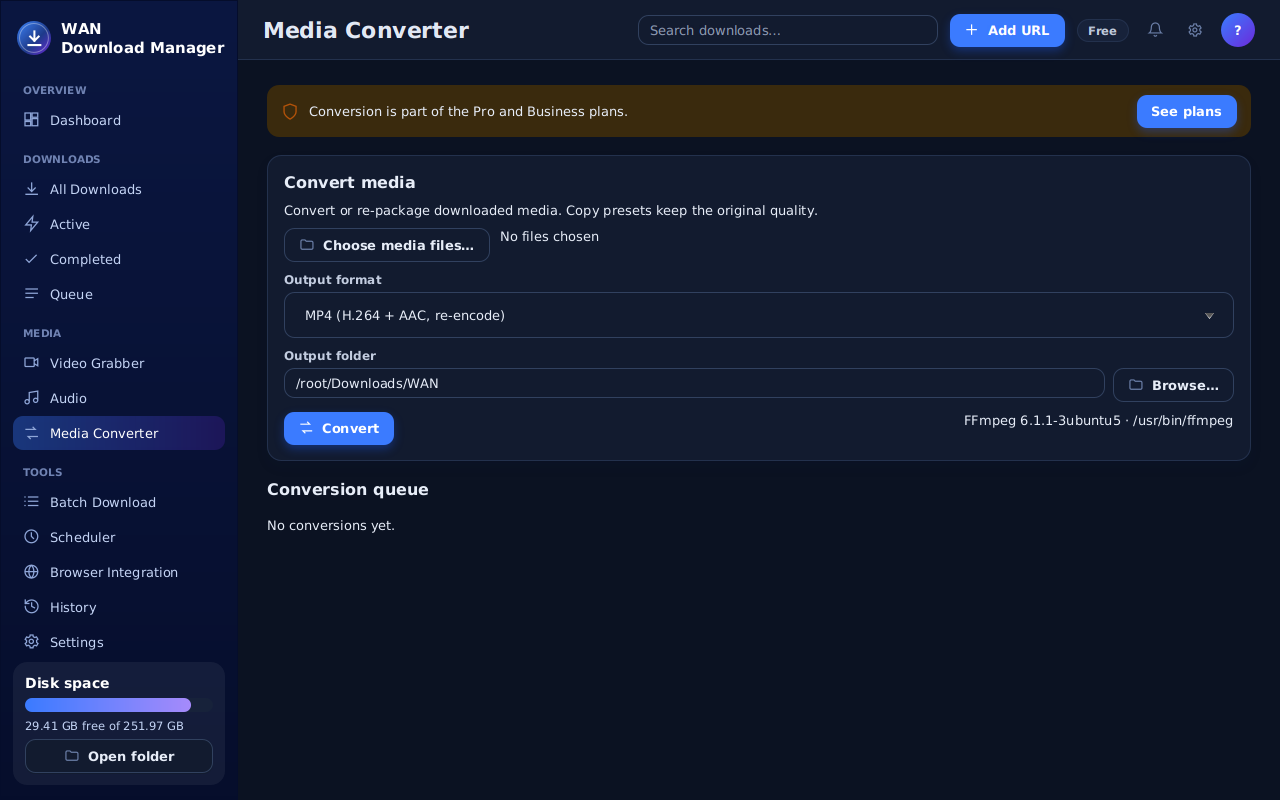 WAN
Download Manager
Media Converter
Search downloads...
Add URL
Free
?
OVERVIEW
Dashboard
DOWNLOADS
All Downloads
Active
Completed
Queue
MEDIA
Video Grabber
Audio
Media Converter
TOOLS
Batch Download
Scheduler
Browser Integration
History
Settings
Disk space
29.41 GB free of 251.97 GB
Open folder
Conversion is part of the Pro and Business plans.
See plans
Convert media
Convert or re-package downloaded media. Copy presets keep the original quality.
Choose media files...
No files chosen
Output format
MP4 (H.264 + AAC, re-encode)
Output folder
/root/Downloads/WAN
Browse...
Convert
FFmpeg 6.1.1-3ubuntu5 · /usr/bin/ffmpeg
Conversion queue
No conversions yet.